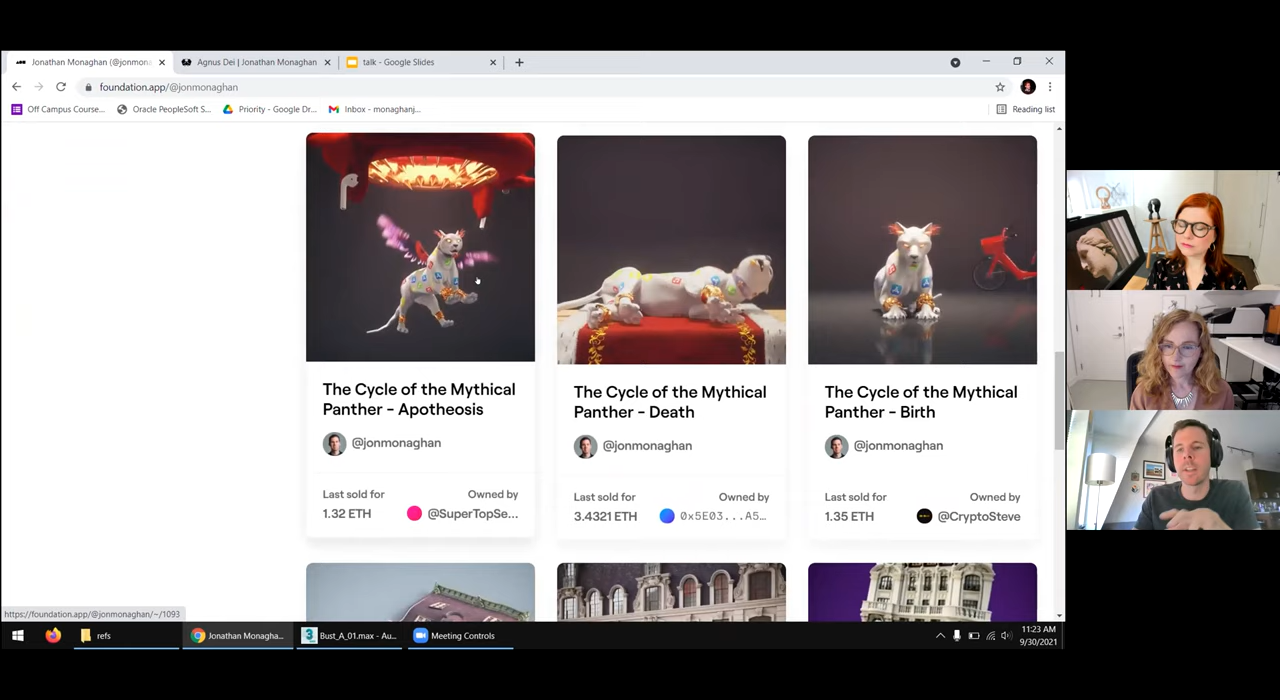 Jonathan Monaghan (@jonmona
Agnus Dei | Jonathan Monaghan
talk - Google Slides
foundation.app/@jonmonaghan
Off Campus Course...
Oracle PeopleSoft S...
Priority - Google Dr...
Inbox - monaghanj...
Reading list
The Cycle of the Mythical
Panther – Apotheosis
@jonmonaghan
Last sold for
Owned by
1.32 ETH
@SuperTopSe...
The Cycle of the Mythical
Panther – Death
@jonmonaghan
Last sold for
Owned by
3.4321 ETH
0x5E03...A5...
The Cycle of the Mythical
Panther – Birth
@jonmonaghan
Last sold for
Owned by
1.35 ETH
@CryptoSteve
https://foundation.app/@jonmonaghan/~/1093
refs
Jonathan Monagha...
Bust_A_01.max - Au...
Meeting Controls
11:23 AM
9/30/2021